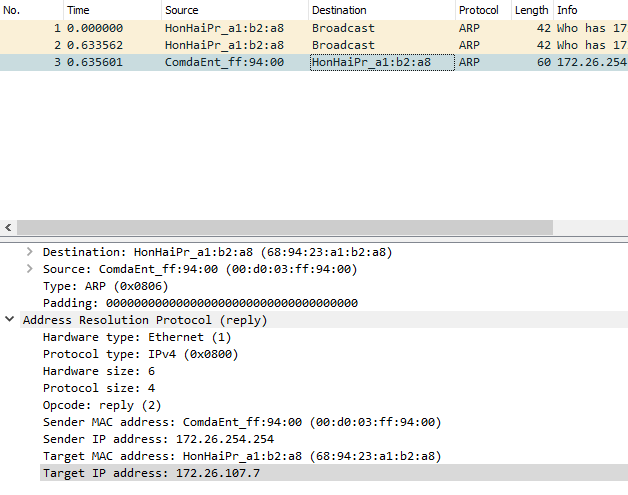 No. Time Source Destination Protocol Length Info
1 0.000000 HonHaiPr_a1:b2:a8 Broadcast ARP 42 Who has 17
2 0.633562 HonHaiPr_a1:b2:a8 Broadcast ARP 42 Who has 17
3 0.635601 ComdaEnt_ff:94:00 HonHaiPr_a1:b2:a8 ARP 60 172.26.254
Destination: HonHaiPr_a1:b2:a8 (68:94:23:a1:b2:a8)
Source: ComdaEnt_ff:94:00 (00:d0:03:ff:94:00)
Type: ARP (0x0806)
Padding: 000000000000000000000000000000000000
Address Resolution Protocol (reply)
Hardware type: Ethernet (1)
Protocol type: IPv4 (0x0800)
Hardware size: 6
Protocol size: 4
Opcode: reply (2)
Sender MAC address: ComdaEnt_ff:94:00 (00:d0:03:ff:94:00)
Sender IP address: 172.26.254.254
Target MAC address: HonHaiPr_a1:b2:a8 (68:94:23:a1:b2:a8)
Target IP address: 172.26.107.7